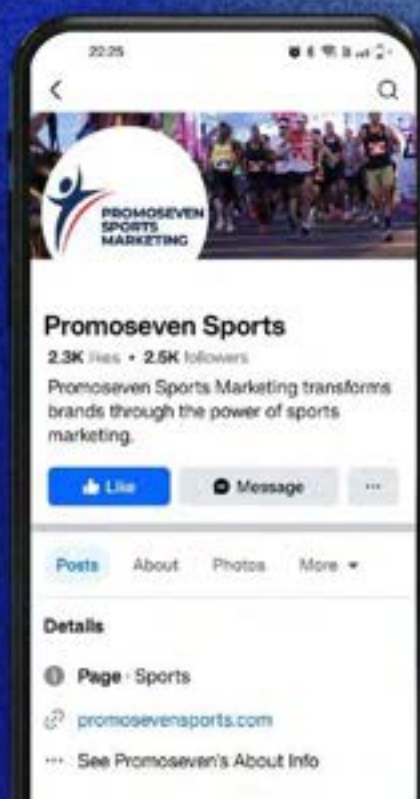 22:25
PROMOSEVEN
SPORTS
MARKETING
Promoseven Sports
2.3K likes • 2.5K followers
Promoseven Sports Marketing transforms
brands through the power of sports
marketing.
Like Message ...
Posts About Photos More
Details
Page · Sports
promosevensports.com
... See Promoseven's About Info